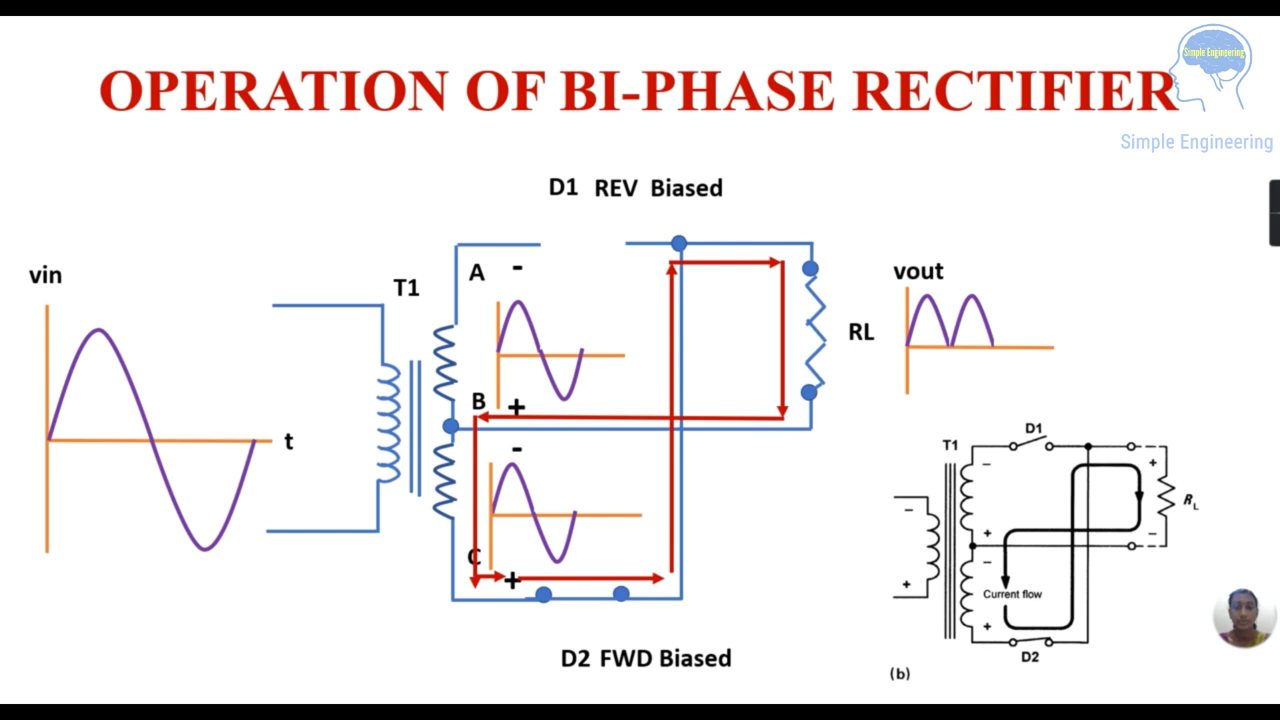 Simple Engineering
OPERATION OF BI-PHASE RECTIFIER
Simple Engineering
D1 REV Biased
vin
T1
A -
vout
RL
B +
t
-
C +
D2 FWD Biased
D1
T1
-
+
-
R_L
+
-
-
+
Current flow
+
D2
(b)